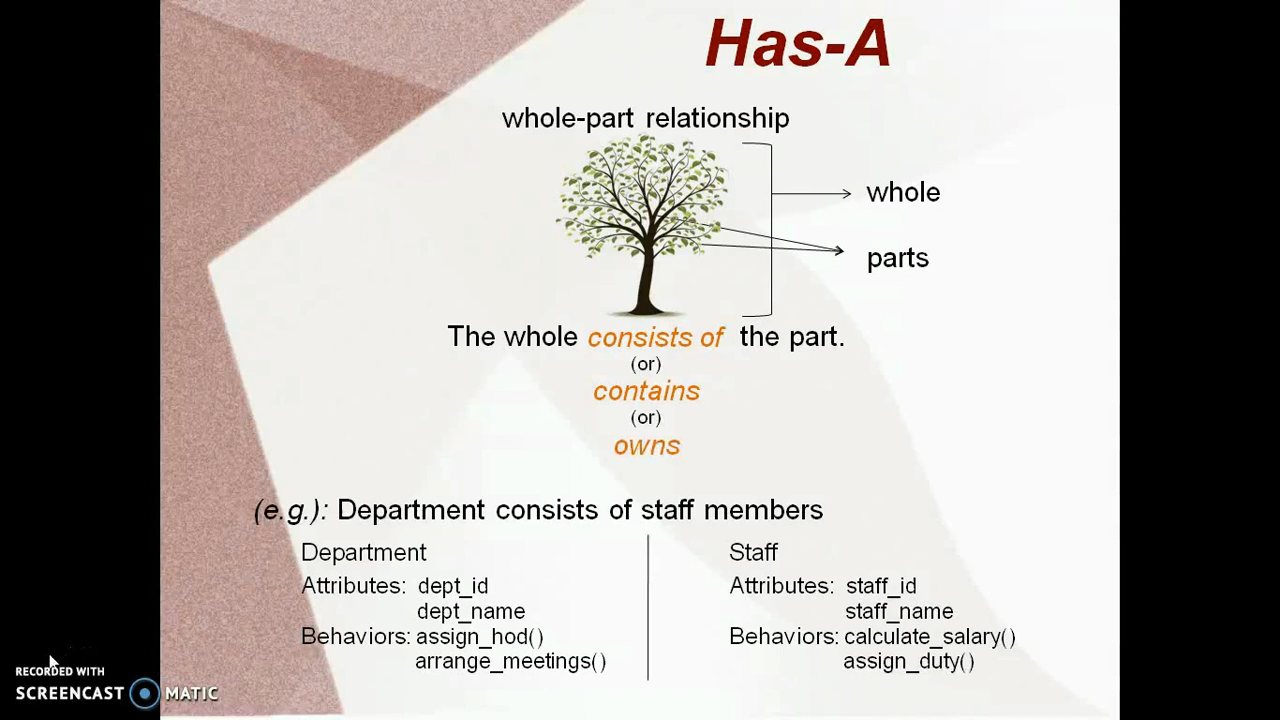 Has-A
whole-part relationship
whole
parts
The whole consists of the part.
(or)
contains
(or)
owns
(e.g.): Department consists of staff members
Department
Attributes: dept_id
dept_name
Behaviors: assign_hod()
arrange_meetings()
Staff
Attributes: staff_id
staff_name
Behaviors: calculate_salary()
assign_duty()
RECORDED WITH
SCREENCAST MATIC